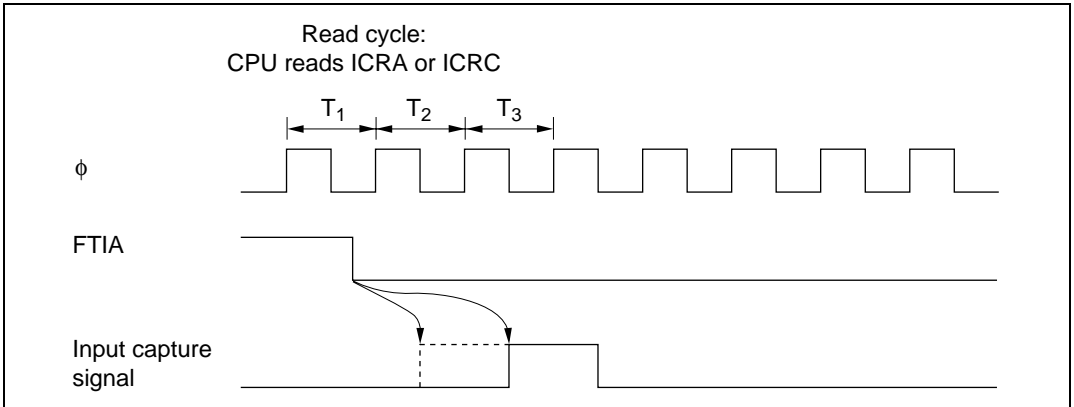 Read cycle:
CPU reads ICRA or ICRC
T1 T2 T3
ϕ
FTIA
Input capture
signal